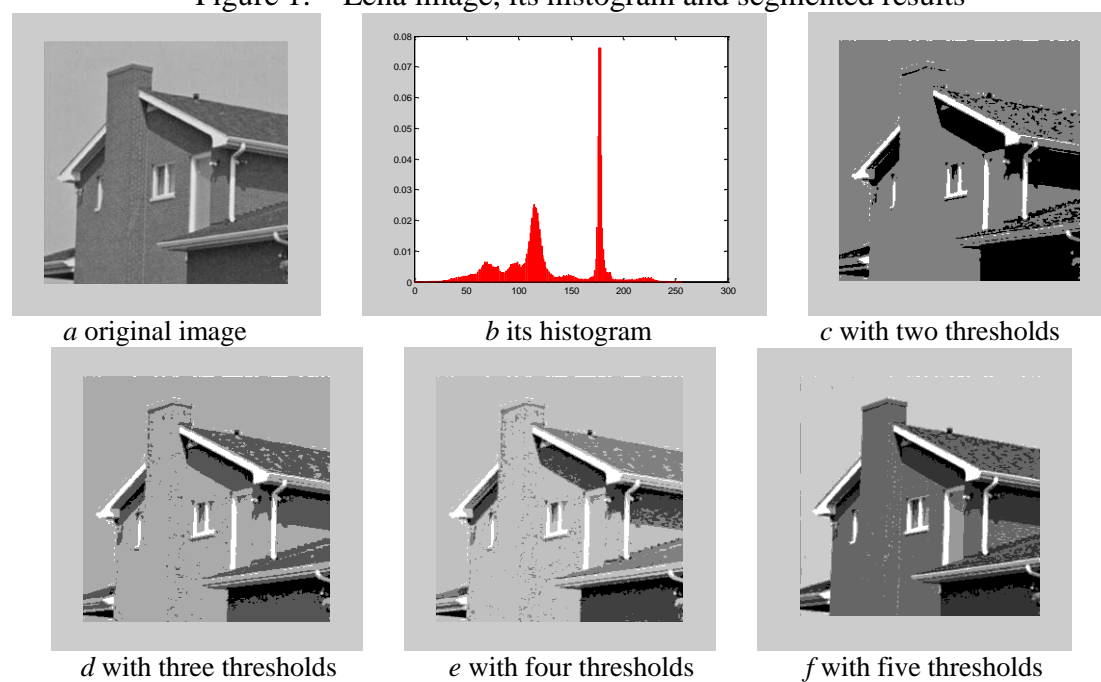 Figure 1. Lena image, its histogram and segmented results
0.08
0.07
0.06
0.05
0.04
0.03
0.02
0.01
0
0 50 100 150 200 250 300
a original image
b its histogram
c with two thresholds
d with three thresholds
e with four thresholds
f with five thresholds